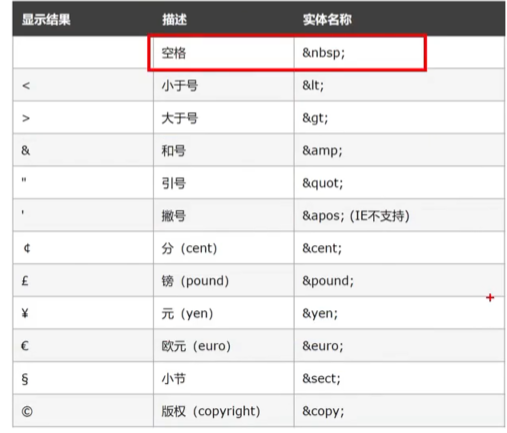 显示结果 描述 实体名称
空格 &nbsp;
< 小于号 &lt;
> 大于号 &gt;
& 和号 &amp;
" 引号 &quot;
' 撇号 &apos; (IE不支持)
¢ 分（cent） &cent;
£ 镑（pound） &pound;
¥ 元（yen） &yen;
€ 欧元（euro） &euro;
§ 小节 &sect;
© 版权（copyright） &copy;